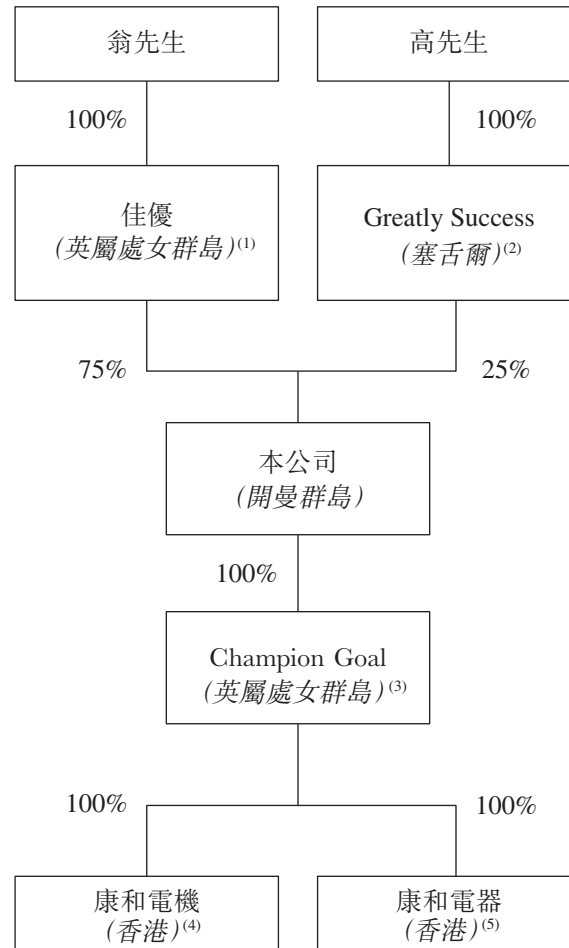 翁先生
高先生
100%
100%
佳優
(英屬處女群島)(1)
Greatly Success
(塞舌爾)(2)
75%
25%
本公司
(開曼群島)
100%
Champion Goal
(英屬處女群島)(3)
100%
100%
康和電機
(香港)(4)
康和電器
(香港)(5)